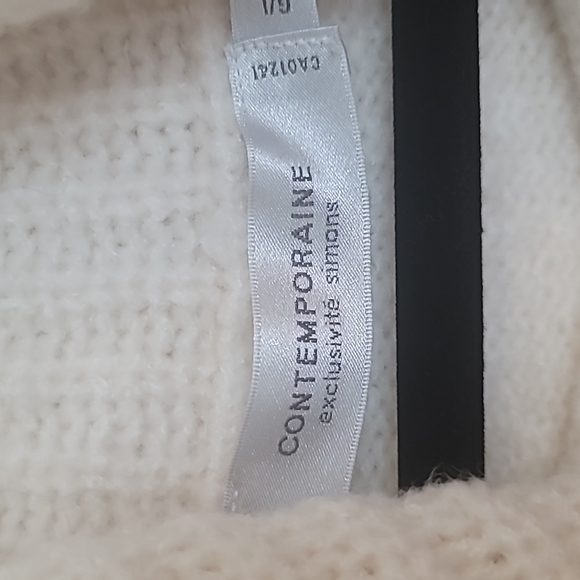 G/L
CA01241
CONTEMPORAINE
exclusivité simons